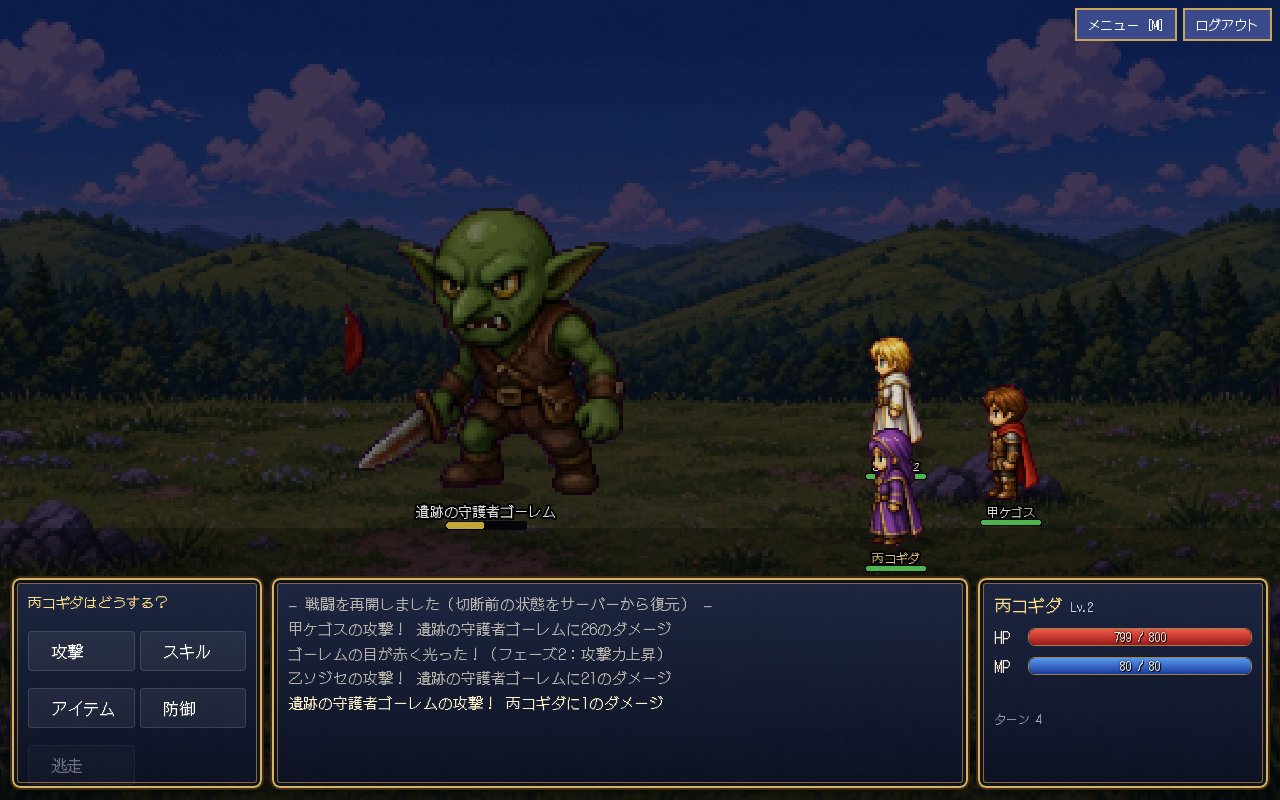 メニュー [M]
ログアウト
遺跡の守護者ゴーレム
2
甲ケゴス
丙コギダ
丙コギダはどうする？
攻撃
スキル
アイテム
防御
逃走
– 戦闘を再開しました（切断前の状態をサーバーから復元） –
甲ケゴスの攻撃！ 遺跡の守護者ゴーレムに26のダメージ
ゴーレムの目が赤く光った！（フェーズ2：攻撃力上昇）
乙ソジセの攻撃！ 遺跡の守護者ゴーレムに21のダメージ
遺跡の守護者ゴーレムの攻撃！ 丙コギダに1のダメージ
丙コギダ Lv.2
HP 799 / 800
MP 80 / 80
ターン 4